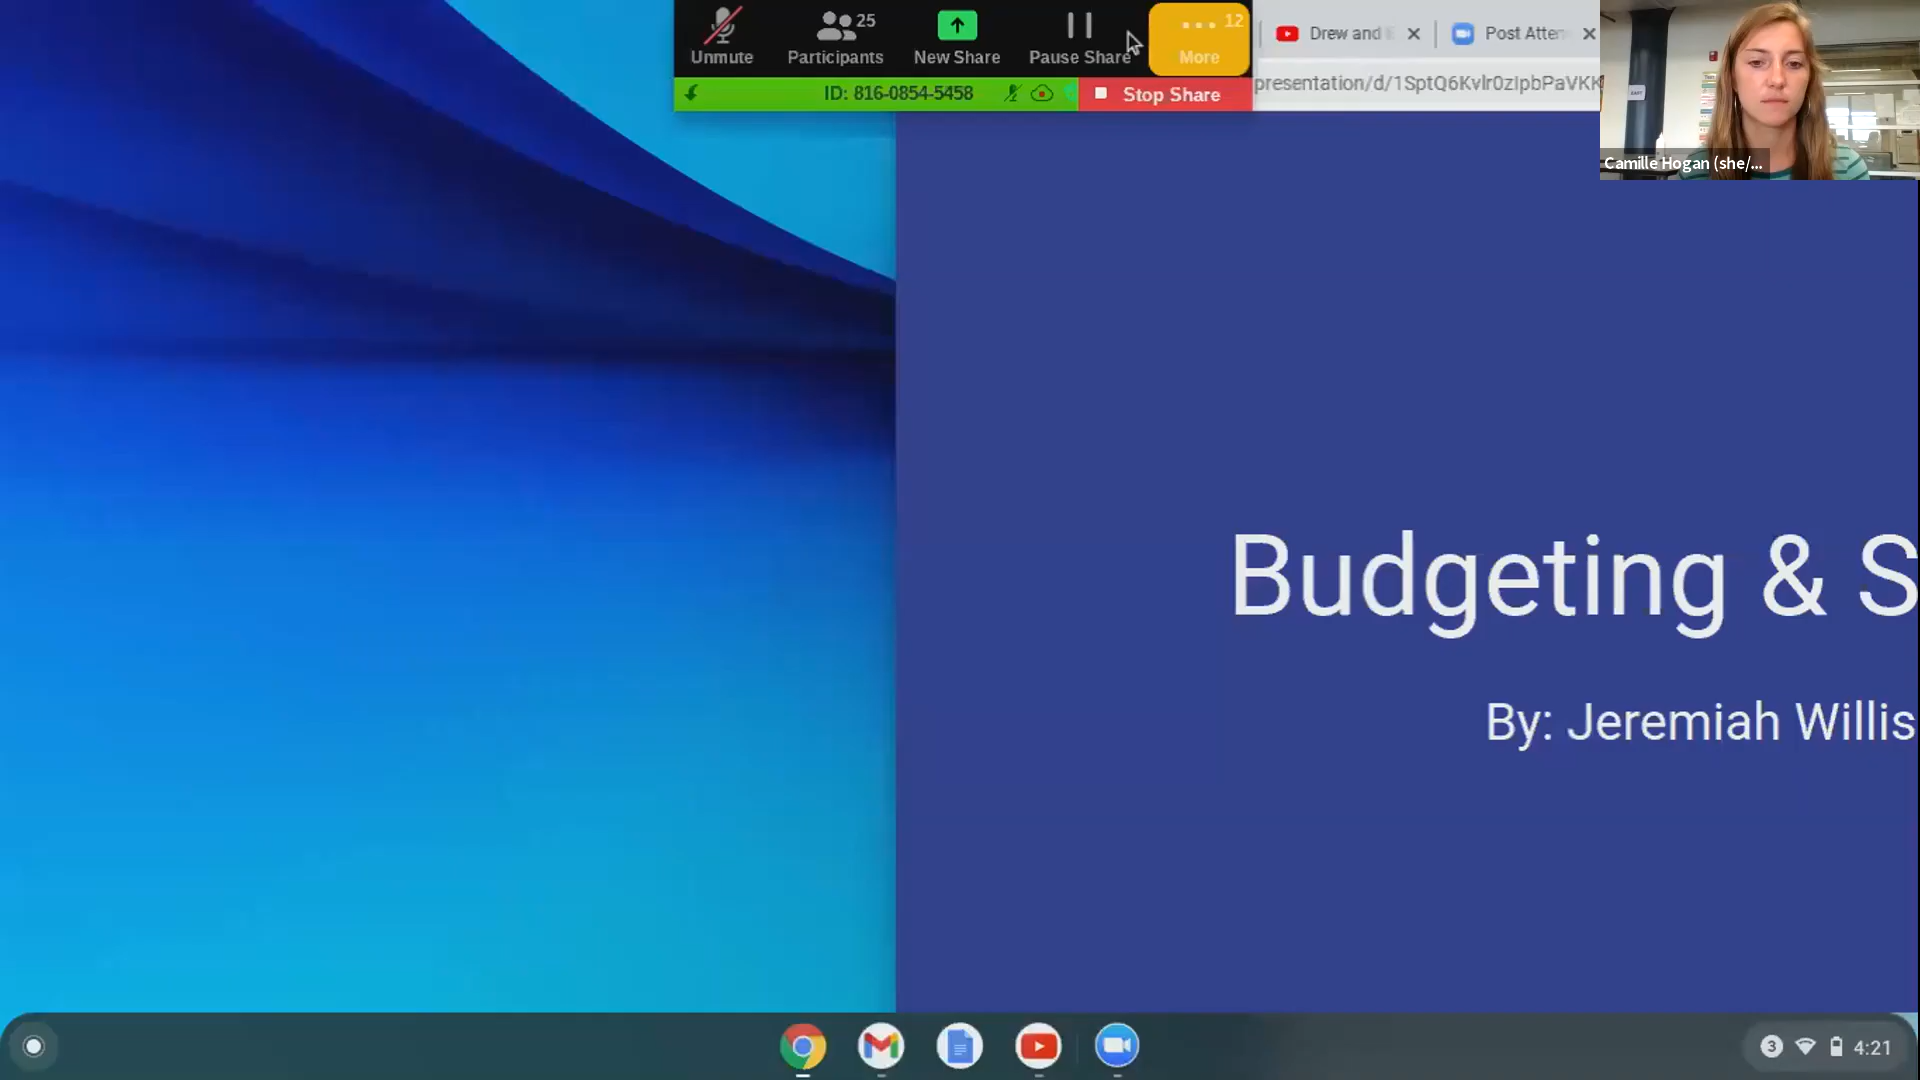 25
12
Unmute
Participants
New Share
Pause Share
More
ID: 816-0854-5458
Stop Share
Drew and
Post Atten
presentation/d/1SptQ6Kvlr0zIpbPaVKK
Camille Hogan (she/...
Budgeting & S
By: Jeremiah Willis
3
4:21